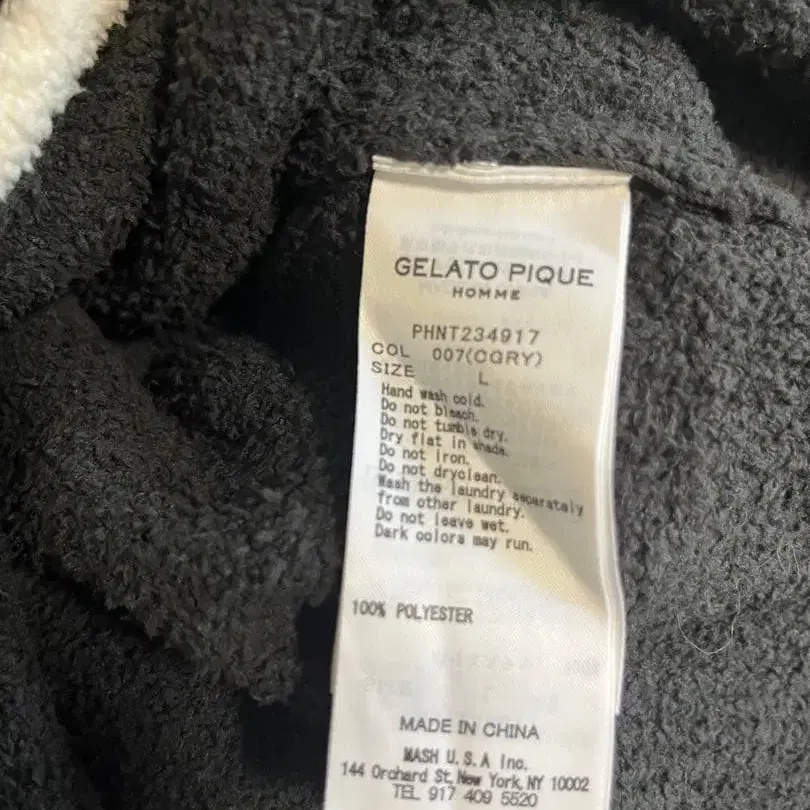 GELATO PIQUE
HOMME
PHNT234917
COL 007(CGRY)
SIZE L
Hand wash cold.
Do not bleach.
Do not tumble dry.
Dry flat in shade.
Do not iron.
Do not dryclean.
Wash the laundry separately
from other laundry.
Do not leave wet.
Dark colors may run.
100% POLYESTER
MADE IN CHINA
MASH U.S.A Inc.
144 Orchard St, New York, NY 10002
TEL 917 409 5520